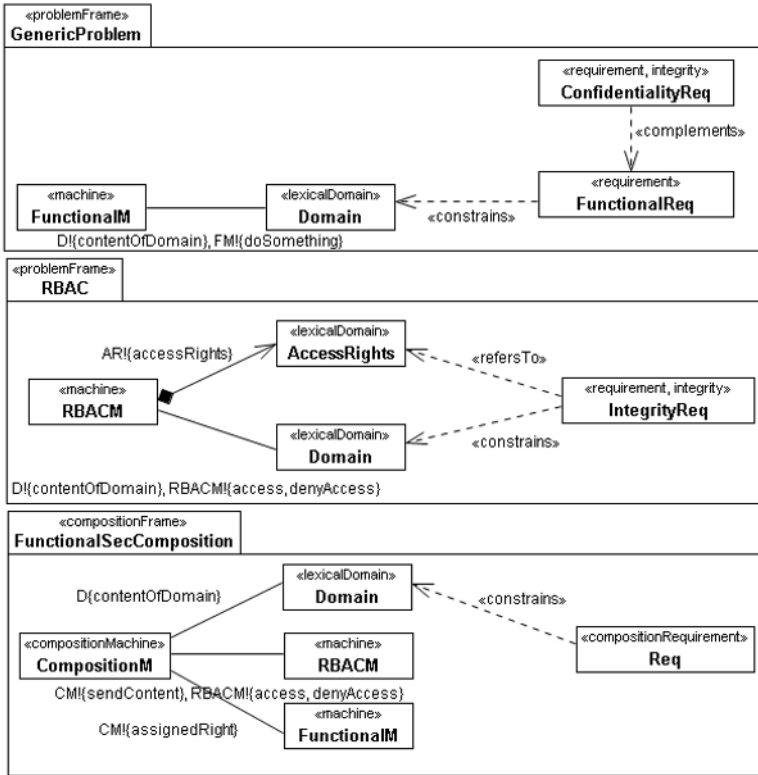 «problemFrame»
GenericProblem
«requirement, integrity»
ConfidentialityReq
«complements»
«machine»
FunctionalM
«lexicalDomain»
Domain
«constrains»
«requirement»
FunctionalReq
D!{contentOfDomain}, FM!{doSomething}
«problemFrame»
RBAC
AR!{accessRights}
«lexicalDomain»
AccessRights
«refersTo»
«machine»
RBACM
«requirement, integrity»
IntegrityReq
«lexicalDomain»
Domain
«constrains»
D!{contentOfDomain}, RBACM!{access, denyAccess}
«compositionFrame»
FunctionalSecComposition
D{contentOfDomain}
«lexicalDomain»
Domain
«constrains»
«compositionMachine»
CompositionM
«machine»
RBACM
«compositionRequirement»
Req
CM!{sendContent}, RBACM!{access, denyAccess}
CM!{assignedRight}
«machine»
FunctionalM